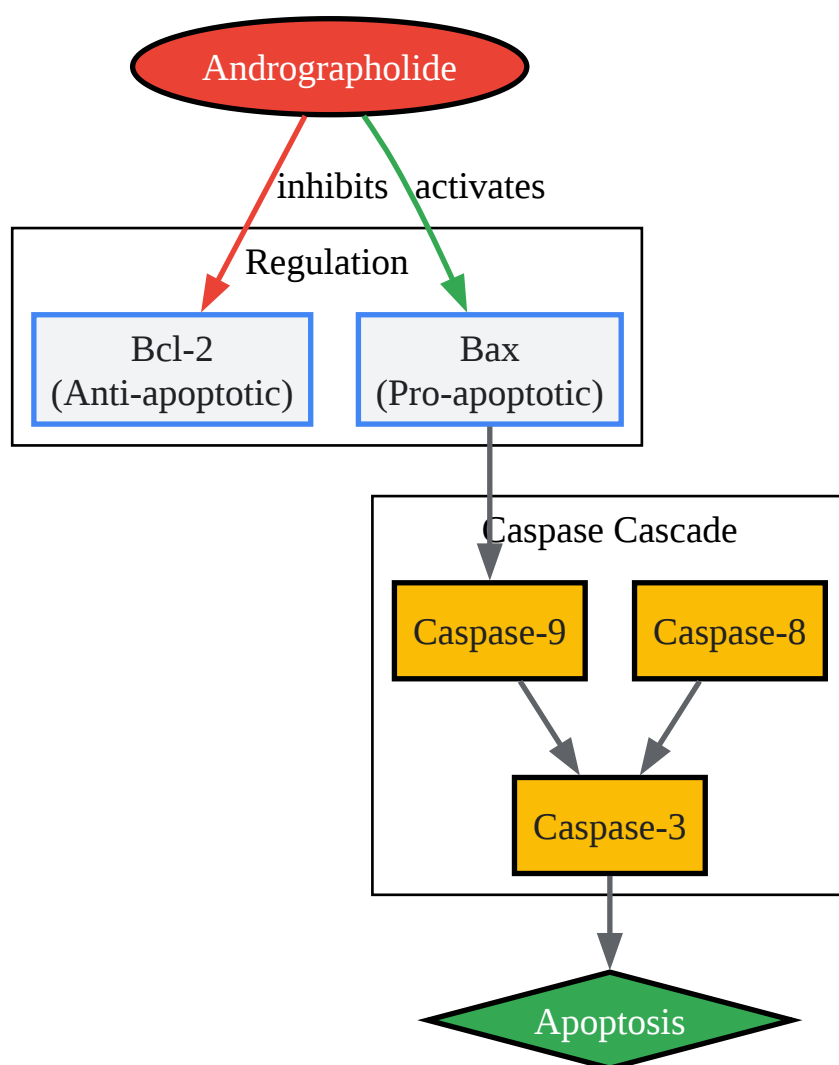 Andrographolide
inhibits
activates
Regulation
Bcl-2
(Anti-apoptotic)
Bax
(Pro-apoptotic)
Caspase Cascade
Caspase-9
Caspase-8
Caspase-3
Apoptosis